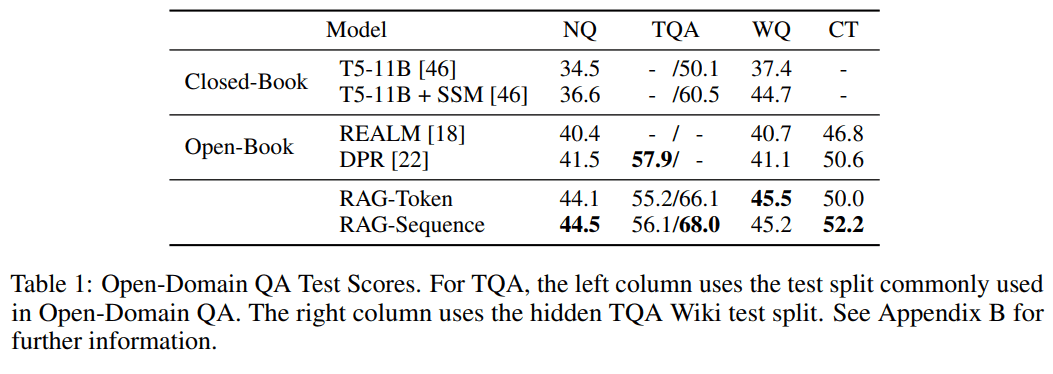 Model NQ TQA WQ CT
Closed-Book T5-11B [46] 34.5 - /50.1 37.4 -
T5-11B + SSM [46] 36.6 - /60.5 44.7 -
Open-Book REALM [18] 40.4 - / - 40.7 46.8
DPR [22] 41.5 57.9/ - 41.1 50.6
RAG-Token 44.1 55.2/66.1 45.5 50.0
RAG-Sequence 44.5 56.1/68.0 45.2 52.2
Table 1: Open-Domain QA Test Scores. For TQA, the left column uses the test split commonly used
in Open-Domain QA. The right column uses the hidden TQA Wiki test split. See Appendix B for
further information.